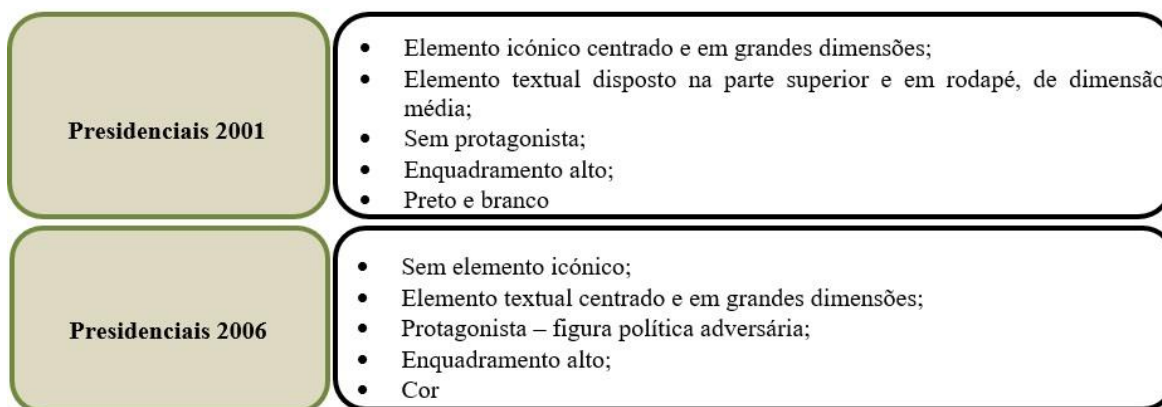 Presidenciais 2001
• Elemento icónico centrado e em grandes dimensões;
• Elemento textual disposto na parte superior e em rodapé, de dimensão
média;
• Sem protagonista;
• Enquadramento alto;
• Preto e branco
Presidenciais 2006
• Sem elemento icónico;
• Elemento textual centrado e em grandes dimensões;
• Protagonista – figura política adversária;
• Enquadramento alto;
• Cor